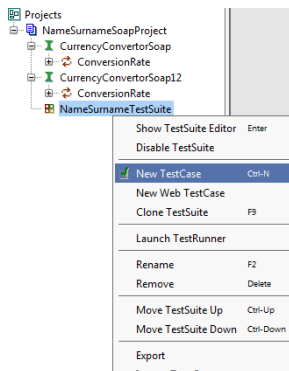 Projects
NameSurnameSoapProject
CurrencyConvertorSoap
ConversionRate
CurrencyConvertorSoap12
ConversionRate
NameSurnameTestSuite
Show TestSuite Editor Enter
Disable TestSuite
New TestCase Ctrl-N
New Web TestCase
Clone TestSuite F9
Launch TestRunner
Rename F2
Remove Delete
Move TestSuite Up Ctrl-Up
Move TestSuite Down Ctrl-Down
Export